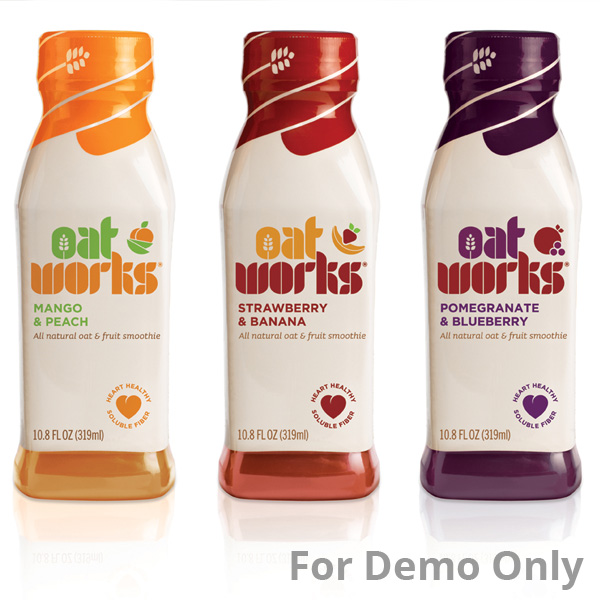 oat
works®
MANGO
& PEACH
All natural oat & fruit smoothie
HEART HEALTHY
SOLUBLE FIBER
10.8 FL OZ (319ml)
oat
works®
STRAWBERRY
& BANANA
All natural oat & fruit smoothie
HEART HEALTHY
SOLUBLE FIBER
10.8 FL OZ (319ml)
oat
works®
POMEGRANATE
& BLUEBERRY
All natural oat & fruit smoothie
HEART HEALTHY
SOLUBLE FIBER
10.8 FL OZ (319ml)
For Demo Only